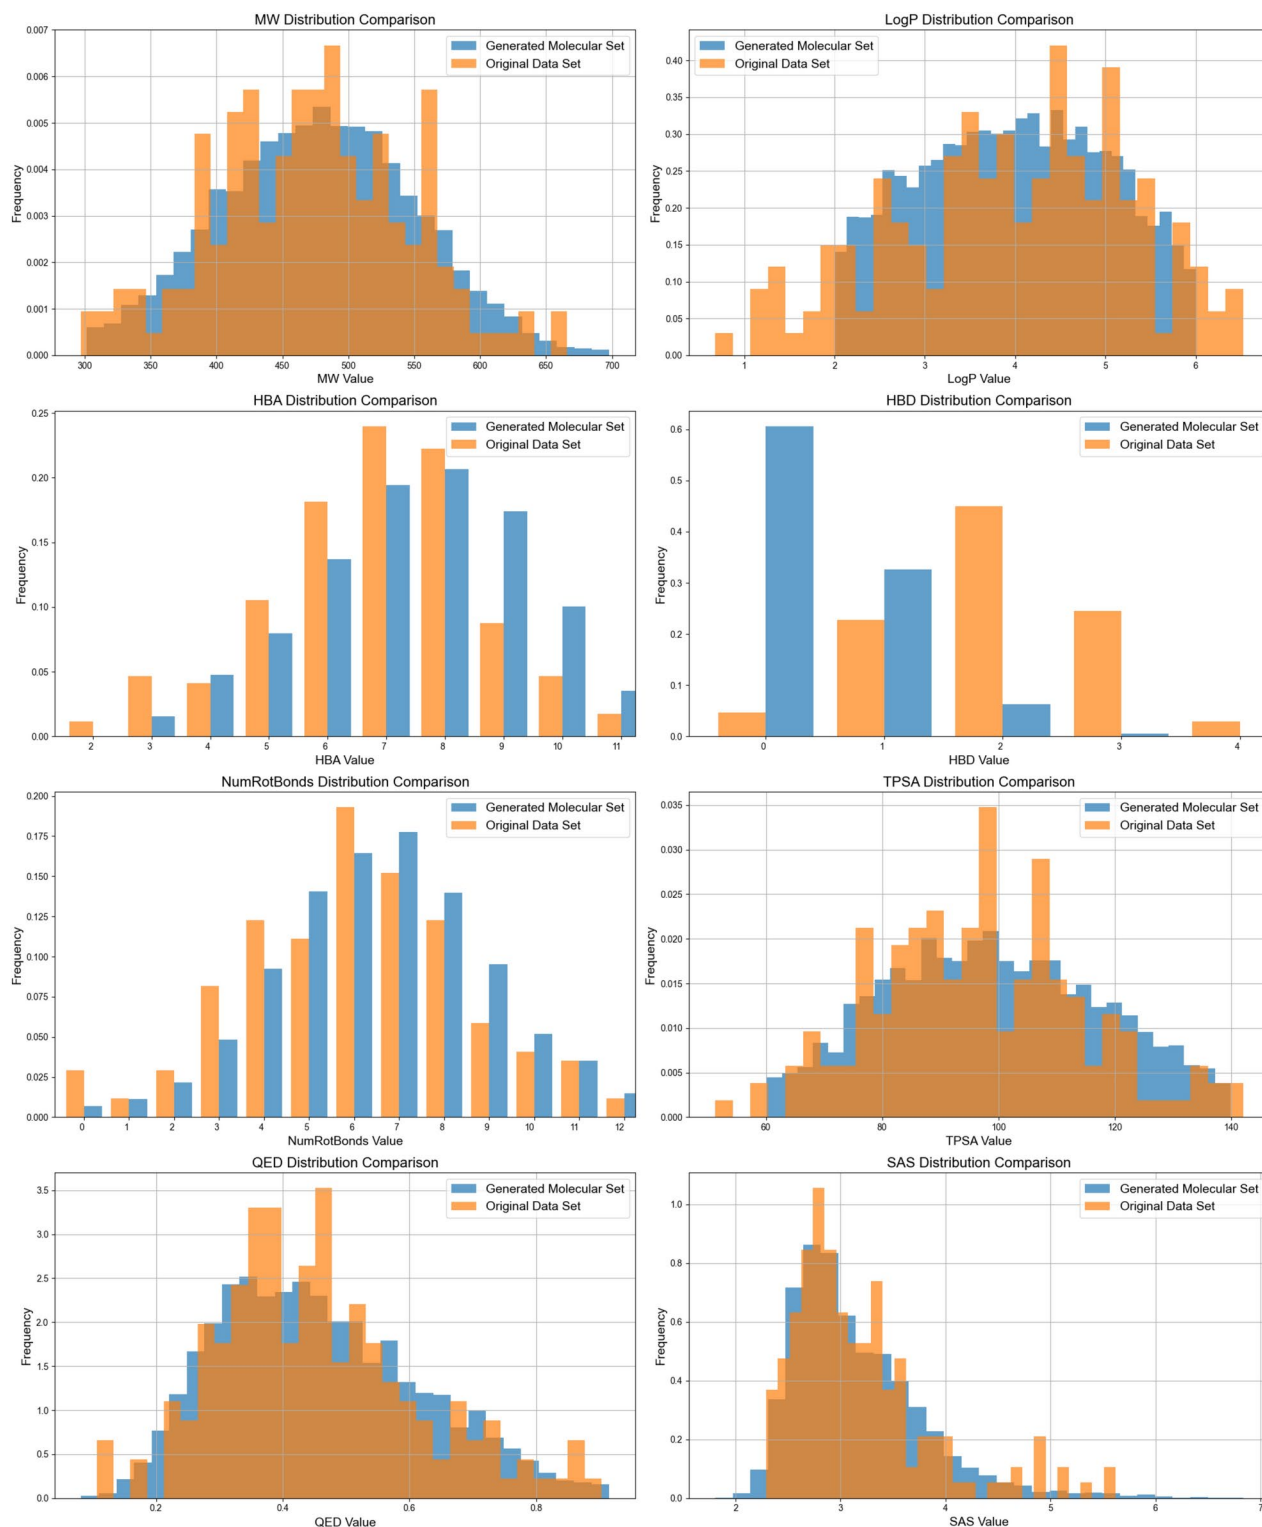 MW Distribution Comparison
Generated Molecular Set
Original Data Set
Frequency
0.007
0.006
0.005
0.004
0.003
0.002
0.001
0.000
300 350 400 450 500 550 600 650 700
MW Value
LogP Distribution Comparison
Generated Molecular Set
Original Data Set
Frequency
0.40
0.35
0.30
0.25
0.20
0.15
0.10
0.05
0.00
1 2 3 4 5 6
LogP Value
HBA Distribution Comparison
Generated Molecular Set
Original Data Set
Frequency
0.25
0.20
0.15
0.10
0.05
0.00
2 3 4 5 6 7 8 9 10 11
HBA Value
HBD Distribution Comparison
Generated Molecular Set
Original Data Set
Frequency
0.6
0.5
0.4
0.3
0.2
0.1
0.0
0 1 2 3 4
HBD Value
NumRotBonds Distribution Comparison
Generated Molecular Set
Original Data Set
Frequency
0.200
0.175
0.150
0.125
0.100
0.075
0.050
0.025
0.000
0 1 2 3 4 5 6 7 8 9 10 11 12
NumRotBonds Value
TPSA Distribution Comparison
Generated Molecular Set
Original Data Set
Frequency
0.035
0.030
0.025
0.020
0.015
0.010
0.005
0.000
60 80 100 120 140
TPSA Value
QED Distribution Comparison
Generated Molecular Set
Original Data Set
Frequency
3.5
3.0
2.5
2.0
1.5
1.0
0.5
0.0
0.2 0.4 0.6 0.8
QED Value
SAS Distribution Comparison
Generated Molecular Set
Original Data Set
Frequency
1.0
0.8
0.6
0.4
0.2
0.0
2 3 4 5 6 7
SAS Value